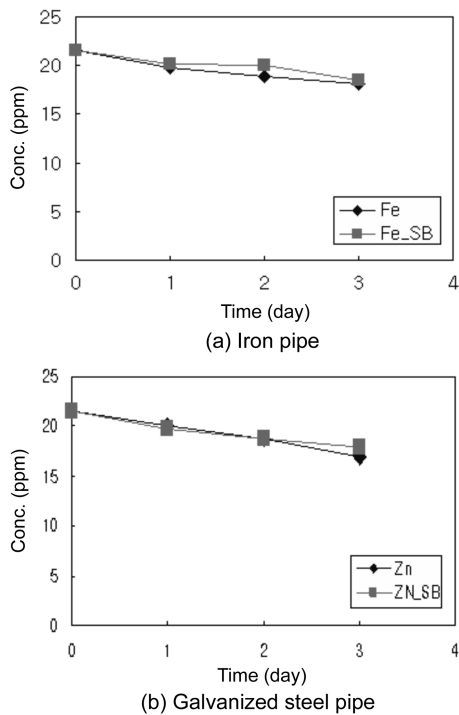 25
20
15
10
5
0
Conc. (ppm)
Fe
Fe_SB
0 1 2 3 4
Time (day)
(a) Iron pipe
25
20
15
10
5
0
Conc. (ppm)
Zn
ZN_SB
0 1 2 3 4
Time (day)
(b) Galvanized steel pipe